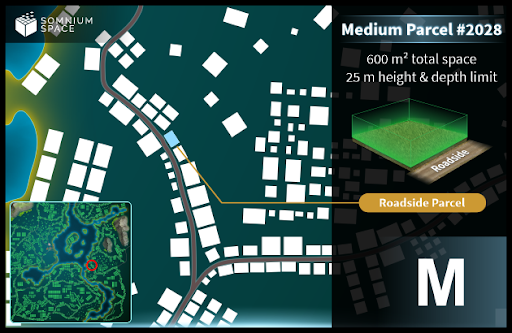 SOMNIUM
SPACE
Medium Parcel #2028
600 m² total space
25 m height & depth limit
Roadside
Roadside Parcel
M